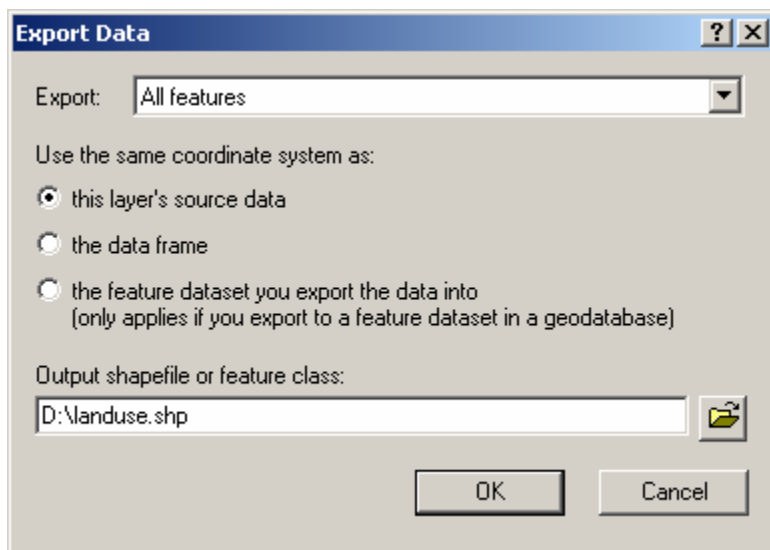 Export Data
Export: All features
Use the same coordinate system as:
this layer's source data
the data frame
the feature dataset you export the data into
(only applies if you export to a feature dataset in a geodatabase)
Output shapefile or feature class:
D:\landuse.shp
OK Cancel